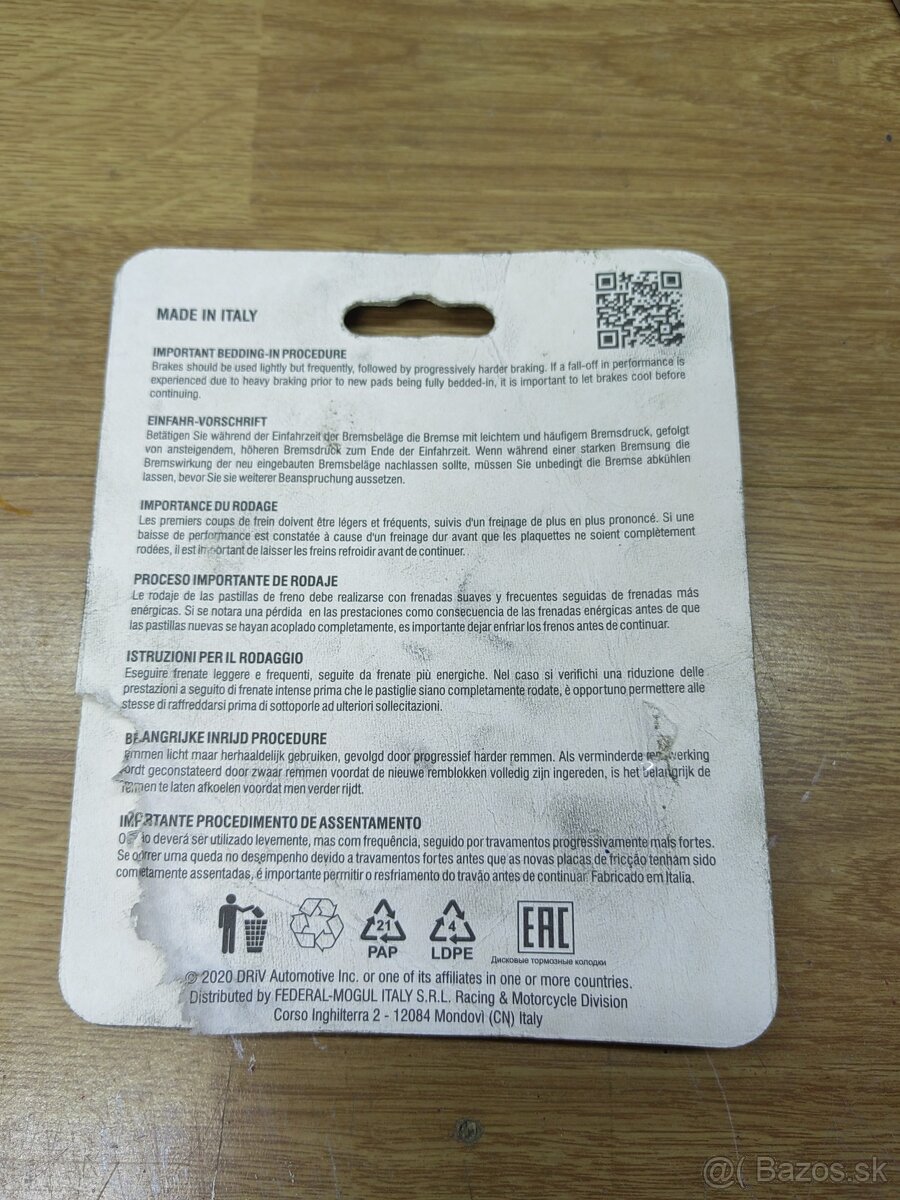 MADE IN ITALY
IMPORTANT BEDDING-IN PROCEDURE
Brakes should be used lightly but frequently, followed by progressively harder braking. If a fall-off in performance is
experienced due to heavy braking prior to new pads being fully bedded-in, it is important to let brakes cool before
continuing.
EINFAHR-VORSCHRIFT
Betätigen Sie während der Einfahrzeit der Bremsbeläge die Bremse mit leichtem und häufigem Bremsdruck, gefolgt
von ansteigendem, höheren Bremsdruck zum Ende der Einfahrzeit. Wenn während einer starken Bremsung die
Bremswirkung der neu eingebauten Bremsbeläge nachlassen sollte, müssen Sie unbedingt die Bremse abkühlen
lassen, bevor Sie sie weiterer Beanspruchung aussetzen.
IMPORTANCE DU RODAGE
Les premiers coups de frein doivent être légers et fréquents, suivis d'un freinage de plus en plus prononcé. Si une
baisse de performance est constatée à cause d'un freinage dur avant que les plaquettes ne soient complètement
rodées, il est important de laisser les freins refroidir avant de continuer.
PROCESO IMPORTANTE DE RODAJE
Le rodaje de las pastillas de freno debe realizarse con frenadas suaves y frecuentes seguidas de frenadas más
enérgicas. Si se notara una pérdida en las prestaciones como consecuencia de las frenadas enérgicas antes de que
las pastillas nuevas se hayan acoplado completamente, es importante dejar enfriar los frenos antes de continuar.
ISTRUZIONI PER IL RODAGGIO
Eseguire frenate leggere e frequenti, seguite da frenate più energiche. Nel caso si verifichi una riduzione delle
prestazioni a seguito di frenate intense prima che le pastiglie siano completamente rodate, è opportuno permettere alle
stesse di raffreddarsi prima di sottoporle ad ulteriori sollecitazioni.
BELANGRIJKE INRIJD PROCEDURE
licht maar herhaaldelijk gebruiken, gevolgd door progressief harder remmen. Als verminderde
geconstateerd door zwaar remmen voordat de nieuwe remblokken volledig zijn ingereden, is het belangrijk de
te laten afkoelen voordat men verder rijdt.
IMPORTANTE PROCEDIMENTO DE ASSENTAMENTO
deverá ser utilizado levemente, mas com frequência, seguido por travamentos progressivamente mais fortes.
Se ocorrer uma queda no desempenho devido a travamentos fortes antes que as novas placas de fricção tenham sido
assentadas, é importante permitir o resfriamento do travão antes de continuar. Fabricado em Italia.
21
PAP
4
LDPE
EAC
Дисковые тормозные колодки
© 2020 DRiV Automotive Inc. or one of its affiliates in one or more countries.
Distributed by FEDERAL-MOGUL ITALY S.R.L. Racing & Motorcycle Division
Corso Inghilterra 2 - 12084 Mondovì (CN) Italy
@( Bazos.sk